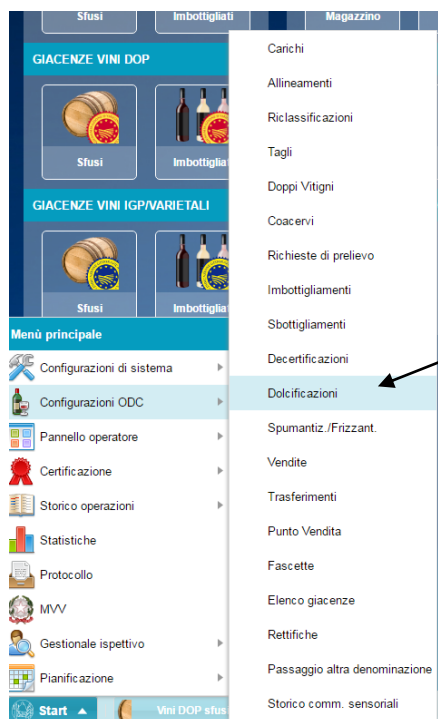 Sfusi
Imbottigliati
Magazzino
GIACENZE VINI DOP
Sfusi
Imbottiglia
GIACENZE VINI IGP/VARIETALI
Sfusi
Imbottiglia
Menù principale
Configurazioni di sistema
Configurazioni ODC
Pannello operatore
Certificazione
Storico operazioni
Statistiche
Protocollo
MVV
Gestionale ispettivo
Pianificazione
Start
Vini DOP sfus
Carichi
Allineamenti
Riclassificazioni
Tagli
Doppi Vitigni
Coacervi
Richieste di prelievo
Imbottigliamenti
Sbottigliamenti
Decertificazioni
Dolcificazioni
Spumantiz./Frizzant.
Vendite
Trasferimenti
Punto Vendita
Fascette
Elenco giacenze
Rettifiche
Passaggio altra denominazione
Storico comm. sensoriali